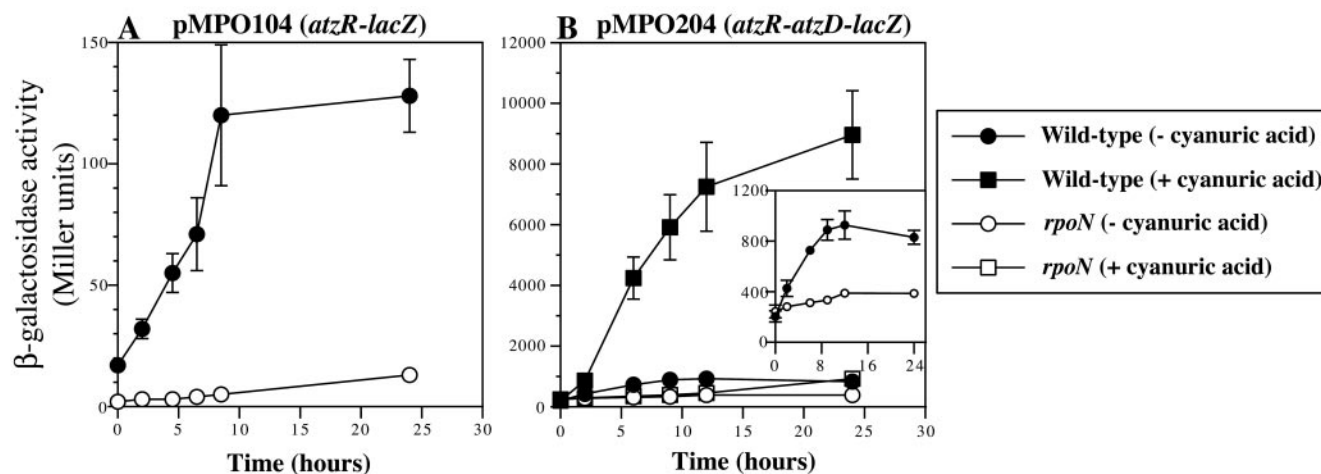 A pMPO104 (atzR-lacZ)
B pMPO204 (atzR-atzD-lacZ)
β-galactosidase activity
(Miller units)
150
100
50
0
0 5 10 15 20 25 30
Time (hours)
12000
10000
8000
6000
4000
2000
0
0 5 10 15 20 25 30
Time (hours)
1200
800
400
0
0 8 16 24
Wild-type (- cyanuric acid)
Wild-type (+ cyanuric acid)
rpoN (- cyanuric acid)
rpoN (+ cyanuric acid)